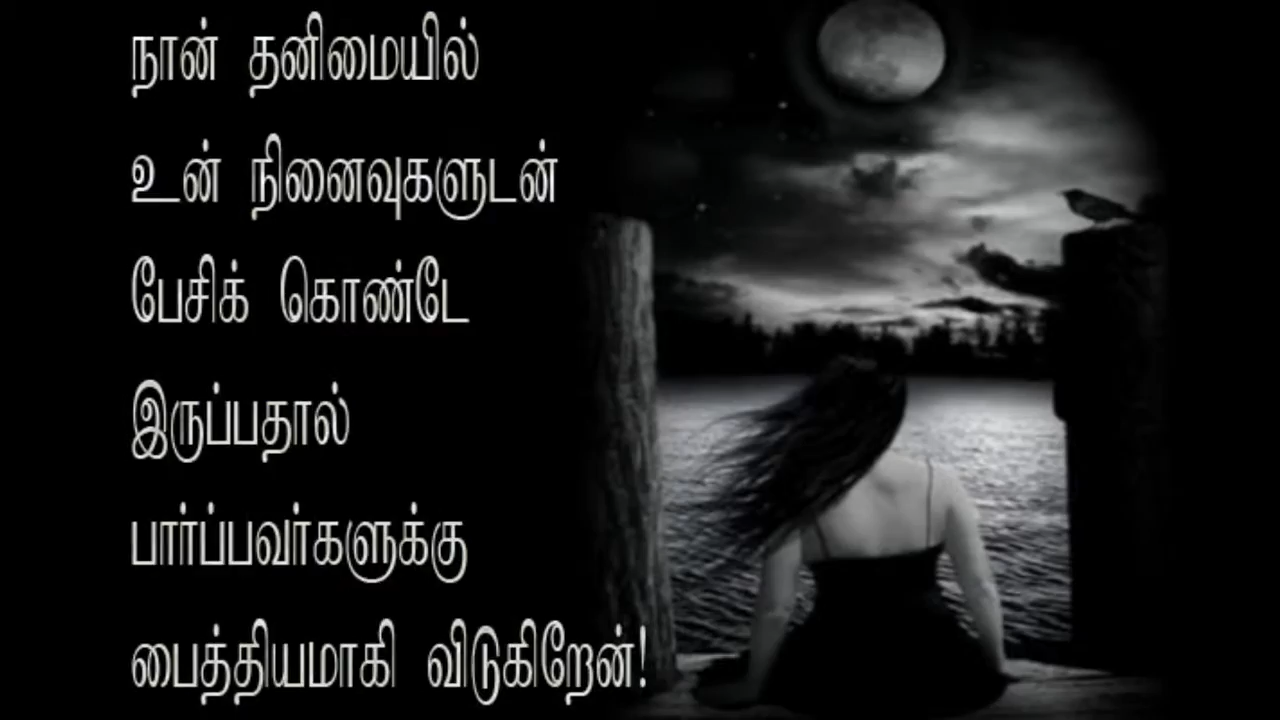 நான் தனிமையில்
உன் நினைவுகளுடன்
பேசிக் கொண்டே
இருப்பதால்
பார்ப்பவர்களுக்கு
பைத்தியமாகி விடுகிறேன்!